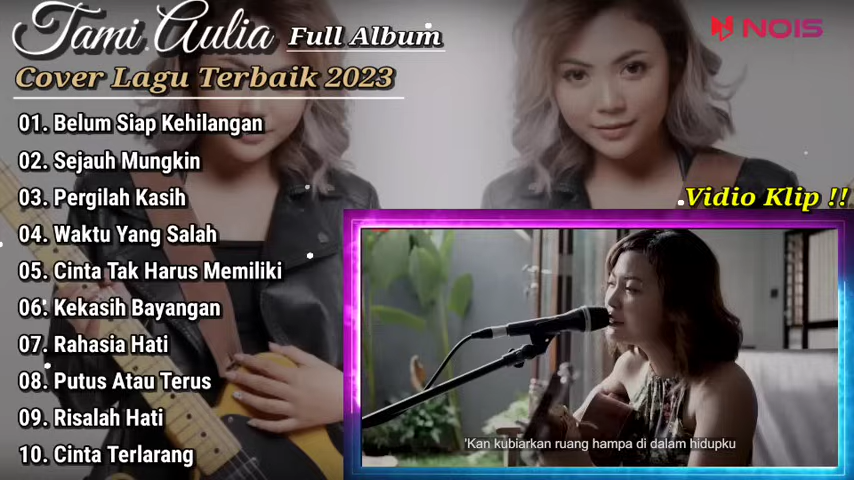 Tami Aulia Full Album
NOIS
Cover Lagu Terbaik 2023
01. Belum Siap Kehilangan
02. Sejauh Mungkin
03. Pergilah Kasih
04. Waktu Yang Salah
05. Cinta Tak Harus Memiliki
06. Kekasih Bayangan
07. Rahasia Hati
08. Putus Atau Terus
09. Risalah Hati
10. Cinta Terlarang
Vidio Klip !!
'Kan kubiarkan ruang hampa di dalam hidupku